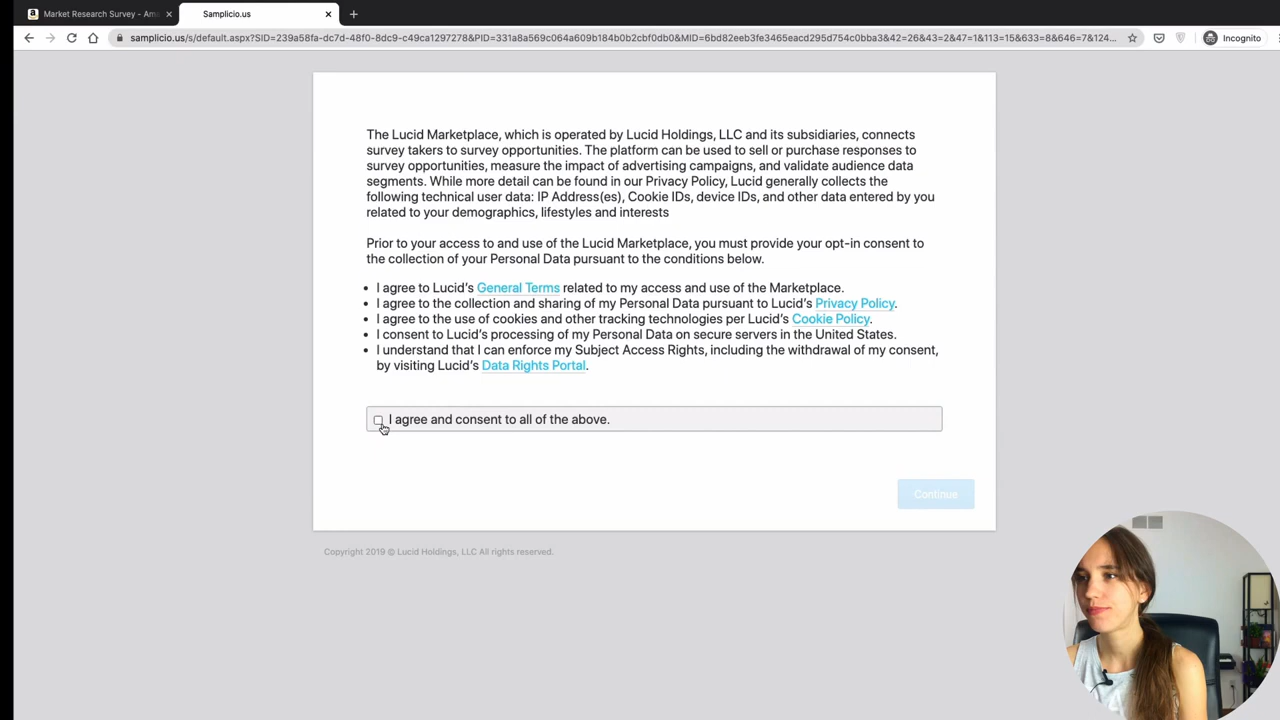 Market Research Survey - Am
Samplicio.us
samplicio.us/s/default.aspx?SID=239a58fa-dc7d-48f0-8dc9-c49ca1297278&PID=331a8a569c064a609b184b0b2cbf0db0&MID=6bd82eeb3fe3465eacd295d754c0bba3&42=26&43=2&47=1&113=15&633=8&646=7&124...
Incognito
The Lucid Marketplace, which is operated by Lucid Holdings, LLC and its subsidiaries, connects
survey takers to survey opportunities. The platform can be used to sell or purchase responses to
survey opportunities, measure the impact of advertising campaigns, and validate audience data
segments. While more detail can be found in our Privacy Policy, Lucid generally collects the
following technical user data: IP Address(es), Cookie IDs, device IDs, and other data entered by you
related to your demographics, lifestyles and interests
Prior to your access to and use of the Lucid Marketplace, you must provide your opt-in consent to
the collection of your Personal Data pursuant to the conditions below.
• I agree to Lucid's General Terms related to my access and use of the Marketplace.
• I agree to the collection and sharing of my Personal Data pursuant to Lucid's Privacy Policy.
• I agree to the use of cookies and other tracking technologies per Lucid's Cookie Policy.
• I consent to Lucid's processing of my Personal Data on secure servers in the United States.
• I understand that I can enforce my Subject Access Rights, including the withdrawal of my consent,
by visiting Lucid's Data Rights Portal.
I agree and consent to all of the above.
Continue
Copyright 2019 © Lucid Holdings, LLC All rights reserved.